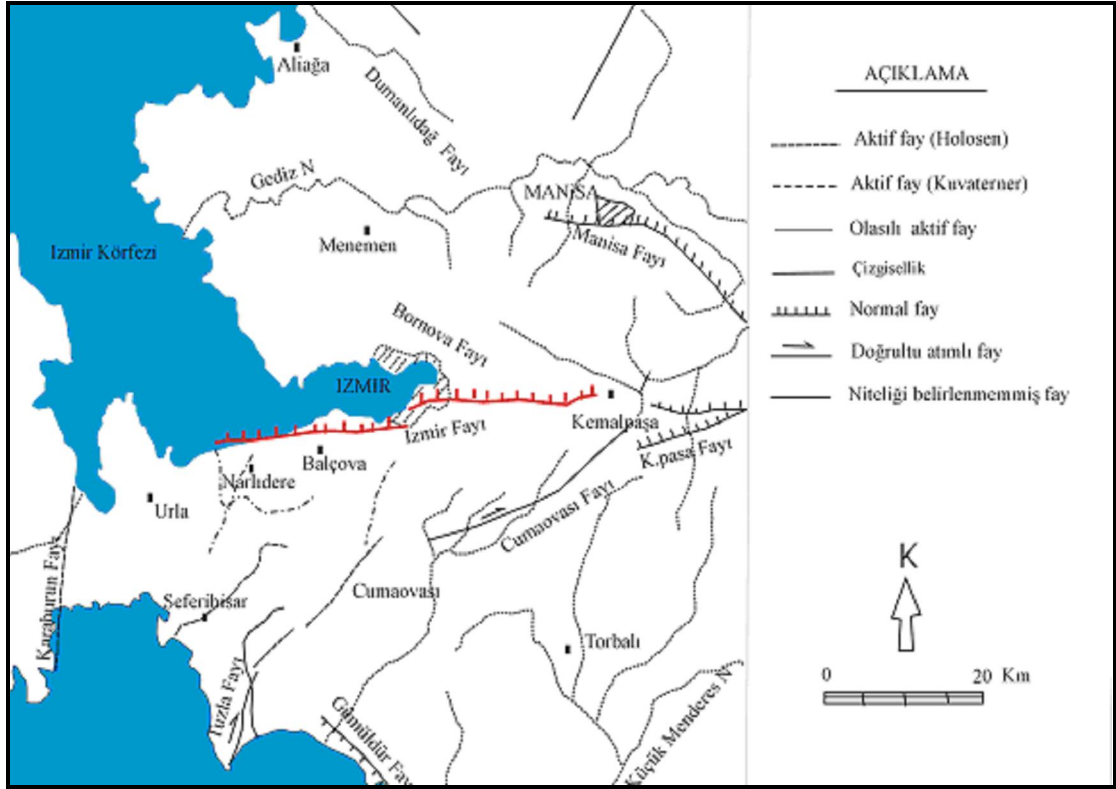 Aliağa
Dumanlıdağ Fayı
Gediz N
MANiSA
Menemen
Manisa Fayı
Izmir Körfezi
Bornova Fayı
IZMIR
Izmir Fayı
Kemalpaşa
K.paşa Fayı
Balçova
Narlıdere
Urla
Cumaovası Fayı
Karaburun Fayı
Seferihisar
Cumaovası
Torbalı
Tuzla Fayı
Gümüldür Fay
Küçük Menderes N
AÇIKLAMA
Aktif fay (Holosen)
Aktif fay (Kuvaterner)
Olasılı aktif fay
Çizgisellik
Normal fay
Doğrultu atımlı fay
Niteliği belirlenmemmiş fay
K
0 20 Km